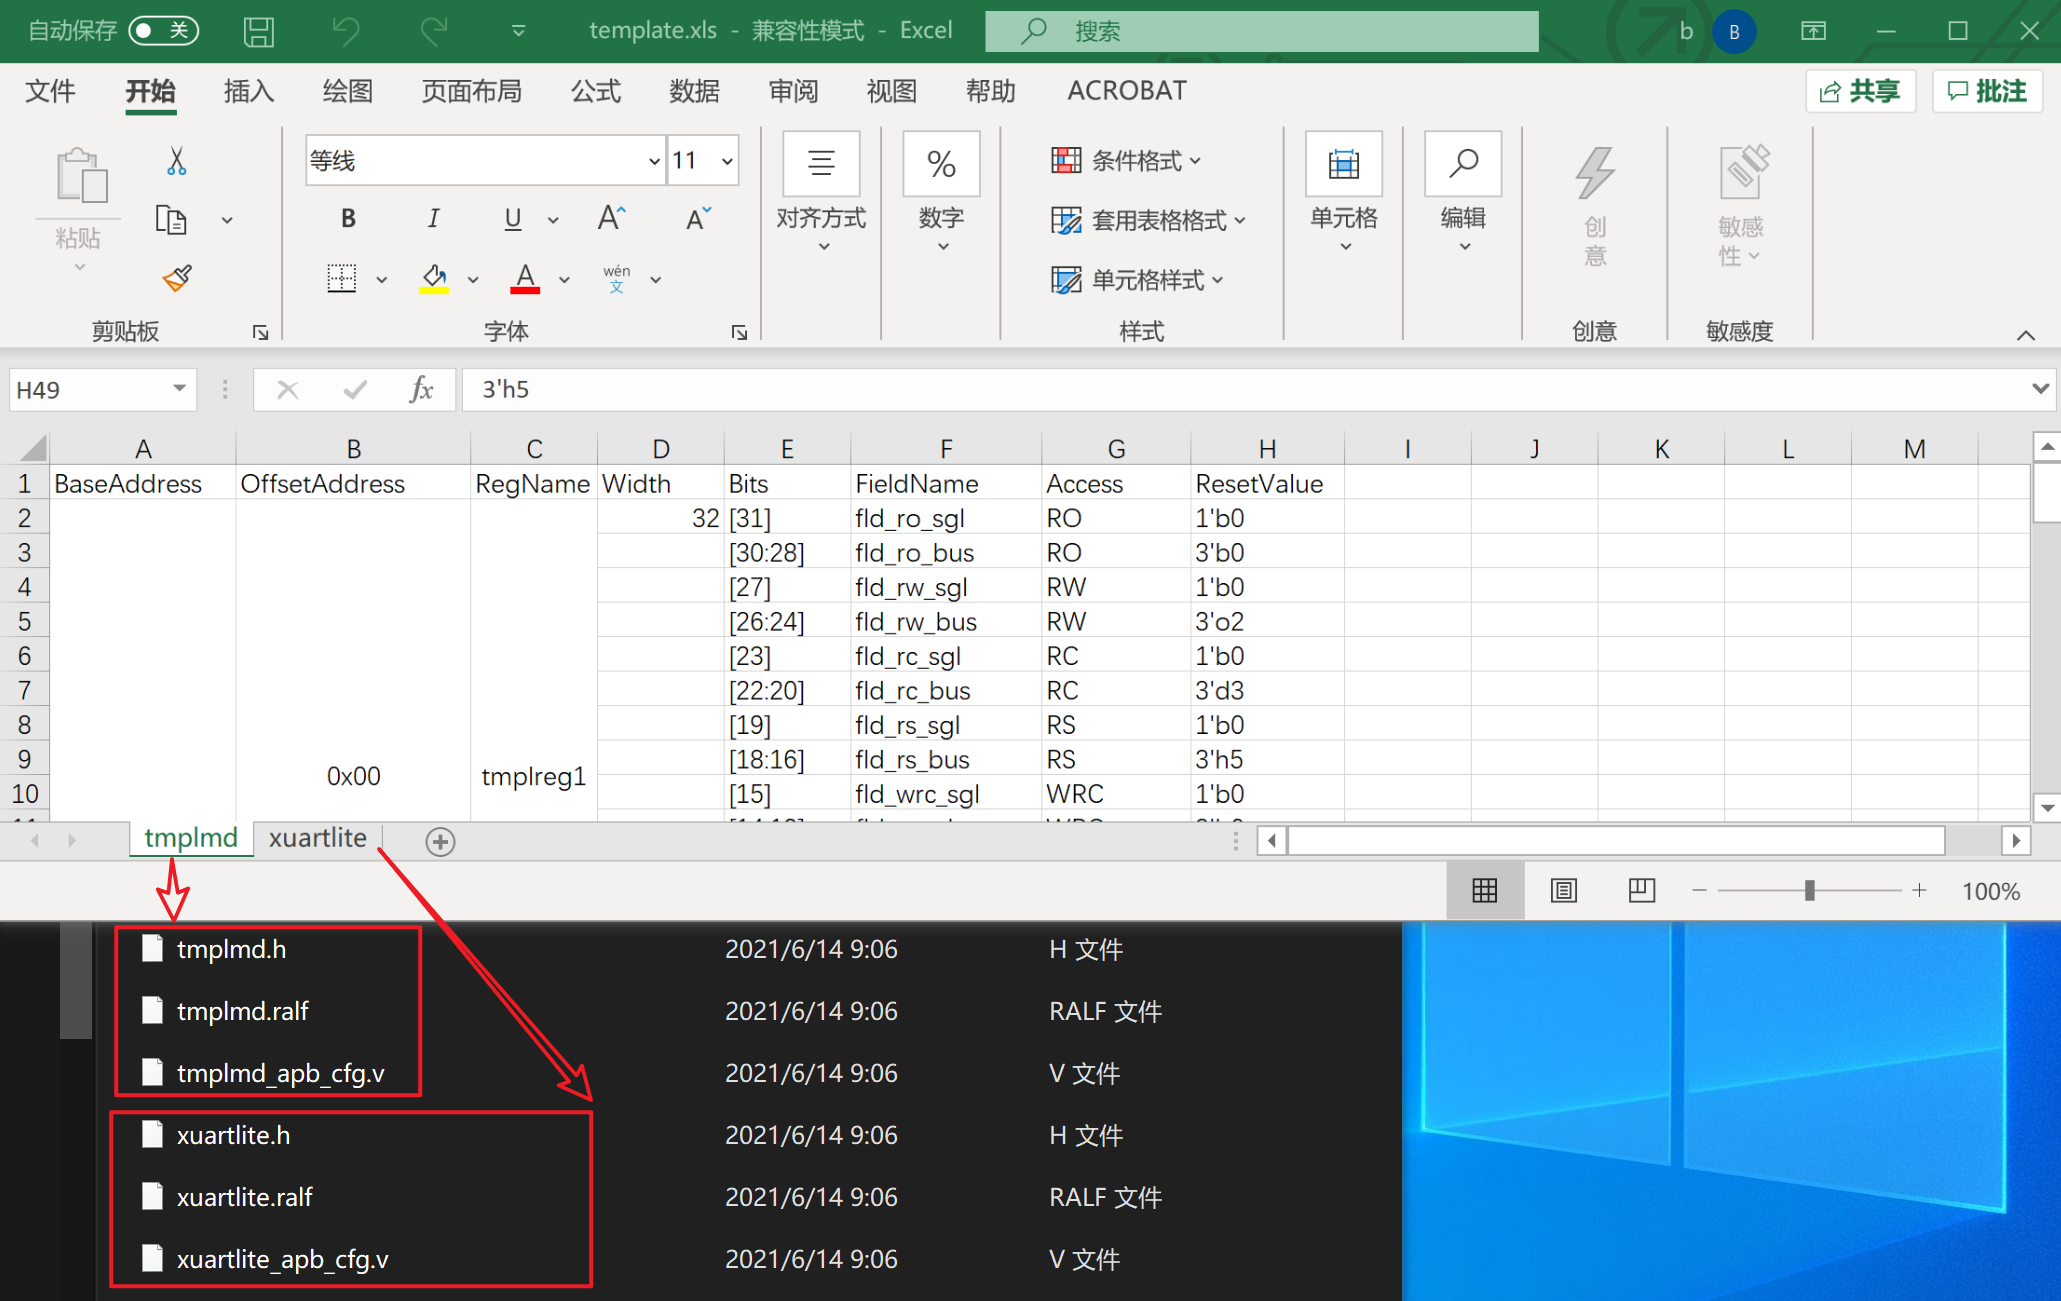 自动保存 关 template.xls - 兼容性模式 - Excel 搜索 b B
文件 开始 插入 绘图 页面布局 公式 数据 审阅 视图 帮助 ACROBAT 共享 批注
粘贴
剪贴板
等线 11
B I U A A
A wén 文
字体
对齐方式
% 数字
条件格式
套用表格格式
单元格样式
样式
单元格
编辑
创意
创意
敏感性
敏感度
H49 fx 3'h5
A B C D E F G H I J K L M
1 BaseAddress OffsetAddress RegName Width Bits FieldName Access ResetValue
2 32 [31] fld_ro_sgl RO 1'b0
3 [30:28] fld_ro_bus RO 3'b0
4 [27] fld_rw_sgl RW 1'b0
5 [26:24] fld_rw_bus RW 3'o2
6 [23] fld_rc_sgl RC 1'b0
7 [22:20] fld_rc_bus RC 3'd3
8 [19] fld_rs_sgl RS 1'b0
9 [18:16] fld_rs_bus RS 3'h5
0x00 tmplreg1
10 [15] fld_wrc_sgl WRC 1'b0
tmplmd xuartlite
100%
tmplmd.h 2021/6/14 9:06 H 文件
tmplmd.ralf 2021/6/14 9:06 RALF 文件
tmplmd_apb_cfg.v 2021/6/14 9:06 V 文件
xuartlite.h 2021/6/14 9:06 H 文件
xuartlite.ralf 2021/6/14 9:06 RALF 文件
xuartlite_apb_cfg.v 2021/6/14 9:06 V 文件